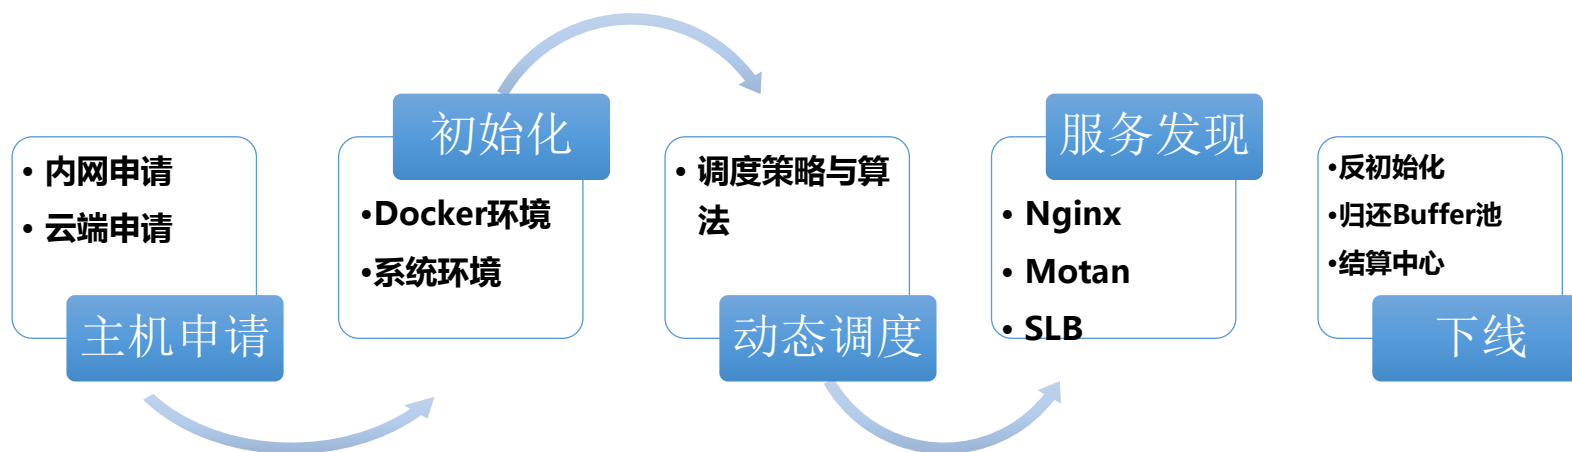 • 内网申请
• 云端申请
主机申请
初始化
•Docker环境
•系统环境
• 调度策略与算
法
动态调度
服务发现
• Nginx
• Motan
• SLB
•反初始化
•归还Buffer池
•结算中心
下线